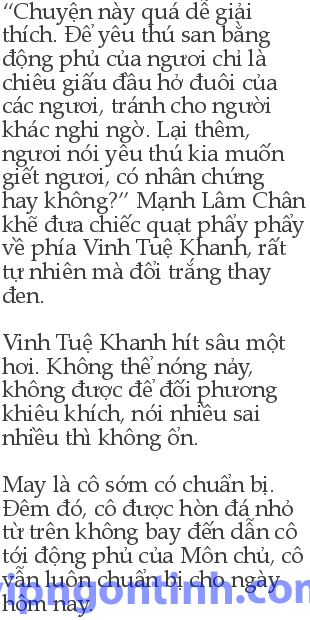 “Chuyện này quá dễ giải
thích. Để yêu thú san bằng
động phủ của ngươi chỉ là
chiêu giấu đầu hở đuôi của
các ngươi, tránh cho người
khác nghi ngờ. Lại thêm,
ngươi nói yêu thú kia muốn
giết ngươi, có nhân chứng
hay không?” Mạnh Lâm Chân
khẽ đưa chiếc quạt phẩy phẩy
về phía Vinh Tuệ Khanh, rất
tự nhiên mà đổi trắng thay
đen.
Vinh Tuệ Khanh hít sâu một
hơi. Không thể nóng nảy,
không được để đối phương
khiêu khích, nói nhiều sai
nhiều thì không ổn.
May là cô sớm có chuẩn bị.
Đêm đó, cô được hòn đá nhỏ
từ trên không bay đến dẫn cô
tới động phủ của Môn chủ, cô
vẫn luôn chuẩn bị cho ngày
hôm nay.
vipngontinh.com